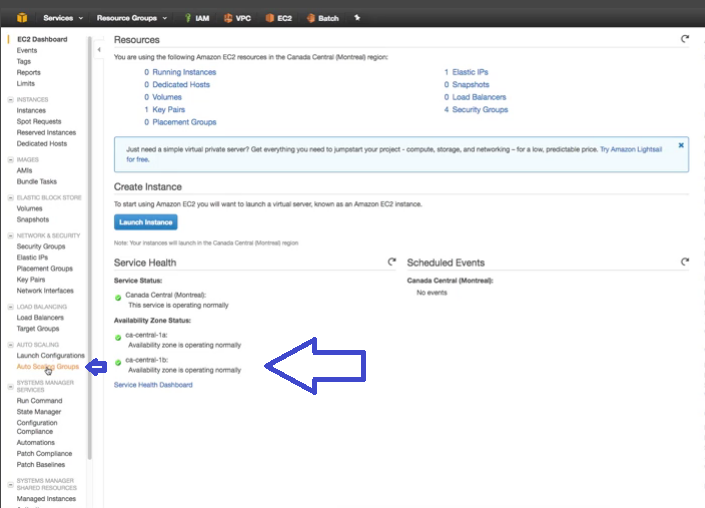 Services Resource Groups IAM VPC EC2 Batch
EC2 Dashboard
Events
Tags
Reports
Limits
INSTANCES
Instances
Spot Requests
Reserved Instances
Dedicated Hosts
IMAGES
AMIs
Bundle Tasks
ELASTIC BLOCK STORE
Volumes
Snapshots
NETWORK & SECURITY
Security Groups
Elastic IPs
Placement Groups
Key Pairs
Network Interfaces
LOAD BALANCING
Load Balancers
Target Groups
AUTO SCALING
Launch Configurations
Auto Scaling Groups
SYSTEMS MANAGER
SERVICES
Run Command
State Manager
Configuration
Compliance
Automations
Patch Compliance
Patch Baselines
SYSTEMS MANAGER
SHARED RESOURCES
Managed Instances
Resources
You are using the following Amazon EC2 resources in the Canada Central (Montreal) region:
0 Running Instances 1 Elastic IPs
0 Dedicated Hosts 0 Snapshots
0 Volumes 0 Load Balancers
1 Key Pairs 4 Security Groups
0 Placement Groups
Just need a simple virtual private server? Get everything you need to jumpstart your project - compute, storage, and networking – for a low, predictable price. Try Amazon Lightsail
for free.
Create Instance
To start using Amazon EC2 you will want to launch a virtual server, known as an Amazon EC2 instance.
Launch Instance
Note: Your instances will launch in the Canada Central (Montreal) region
Service Health
Service Status:
Canada Central (Montreal):
This service is operating normally
Availability Zone Status:
ca-central-1a:
Availability zone is operating normally
ca-central-1b:
Availability zone is operating normally
Service Health Dashboard
Scheduled Events
Canada Central (Montreal):
No events